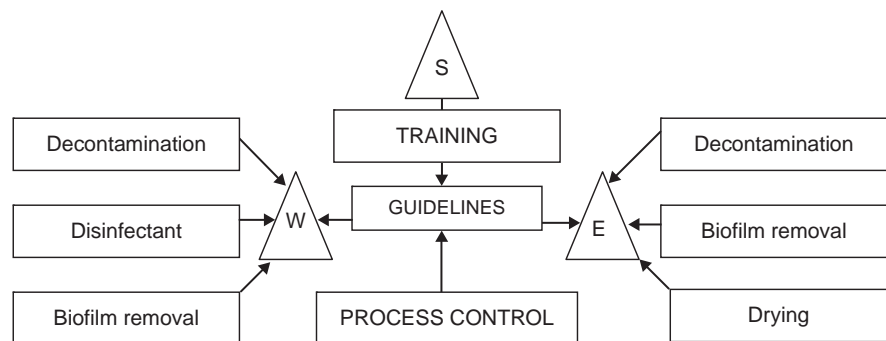 S
TRAINING
Decontamination
Decontamination
W
GUIDELINES
E
Disinfectant
Biofilm removal
Biofilm removal
PROCESS CONTROL
Drying